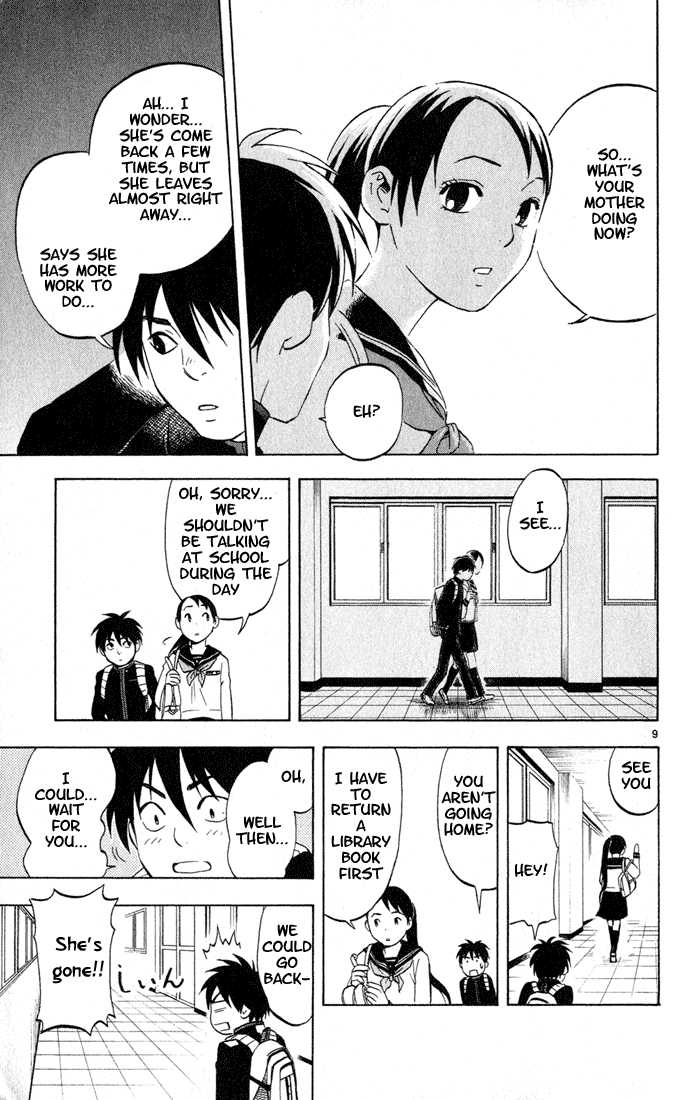 SO...
WHAT'S
YOUR
MOTHER
DOING
NOW?
EH?
AH... I
WONDER...
SHE'S COME
BACK A FEW
TIMES, BUT
SHE LEAVES
ALMOST RIGHT
AWAY...
SAYS SHE
HAS MORE
WORK TO
DO...
I
SEE...
OH, SORRY...
WE
SHOULDN'T
BE TALKING
AT SCHOOL
DURING THE
DAY
9
SEE
YOU
HEY!
YOU
AREN'T
GOING
HOME?
I HAVE
TO
RETURN
A
LIBRARY
BOOK
FIRST
OH,
WELL
THEN...
I
COULD...
WAIT
FOR
YOU...
WE
COULD
GO
BACK-
しぃん
She's
gone!!